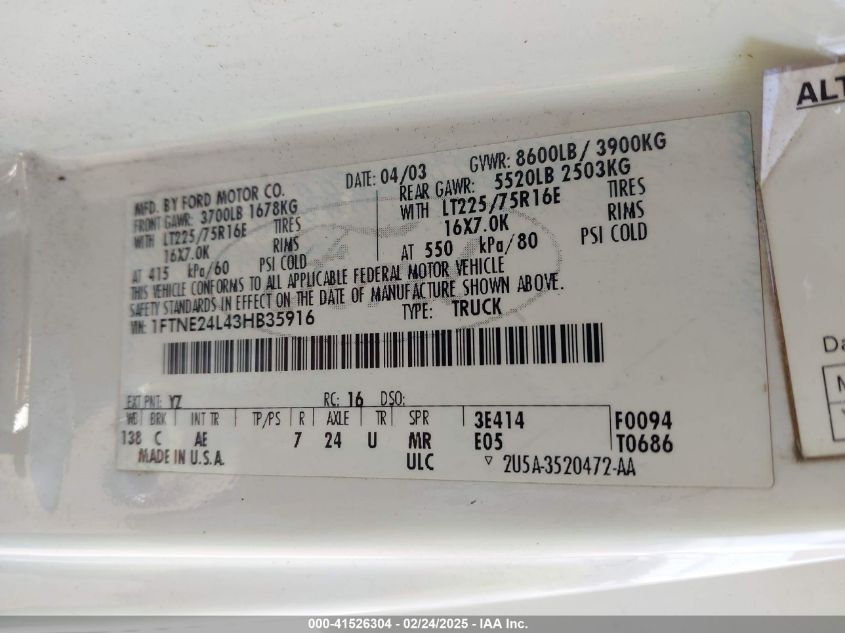 MFD. BY FORD MOTOR CO.
DATE: 04/03
GVWR: 8600LB/ 3900KG
FRONT GAWR: 3700LB 1678KG
WITH LT225/75R16E TIRES
16X7.0K RIMS
AT 415 kPa/60 PSI COLD
REAR GAWR: 5520LB 2503KG
WITH LT225/75R16E TIRES
16X7.0K RIMS
AT 550 kPa/80 PSI COLD
THIS VEHICLE CONFORMS TO ALL APPLICABLE FEDERAL MOTOR VEHICLE
SAFETY STANDARDS IN EFFECT ON THE DATE OF MANUFACTURE SHOWN ABOVE.
VIN: 1FTNE24L43HB35916
TYPE: TRUCK
EXT PNT: YZ RC: 16 DSO:
WB BRK INT TR TP/PS R AXLE TR SPR 3E414 F0094
138 C AE 7 24 U MR E05 T0686
MADE IN U.S.A. ULC 2U5A-3520472-AA
ALT
Da
000-41526304 - 02/24/2025 - IAA Inc.